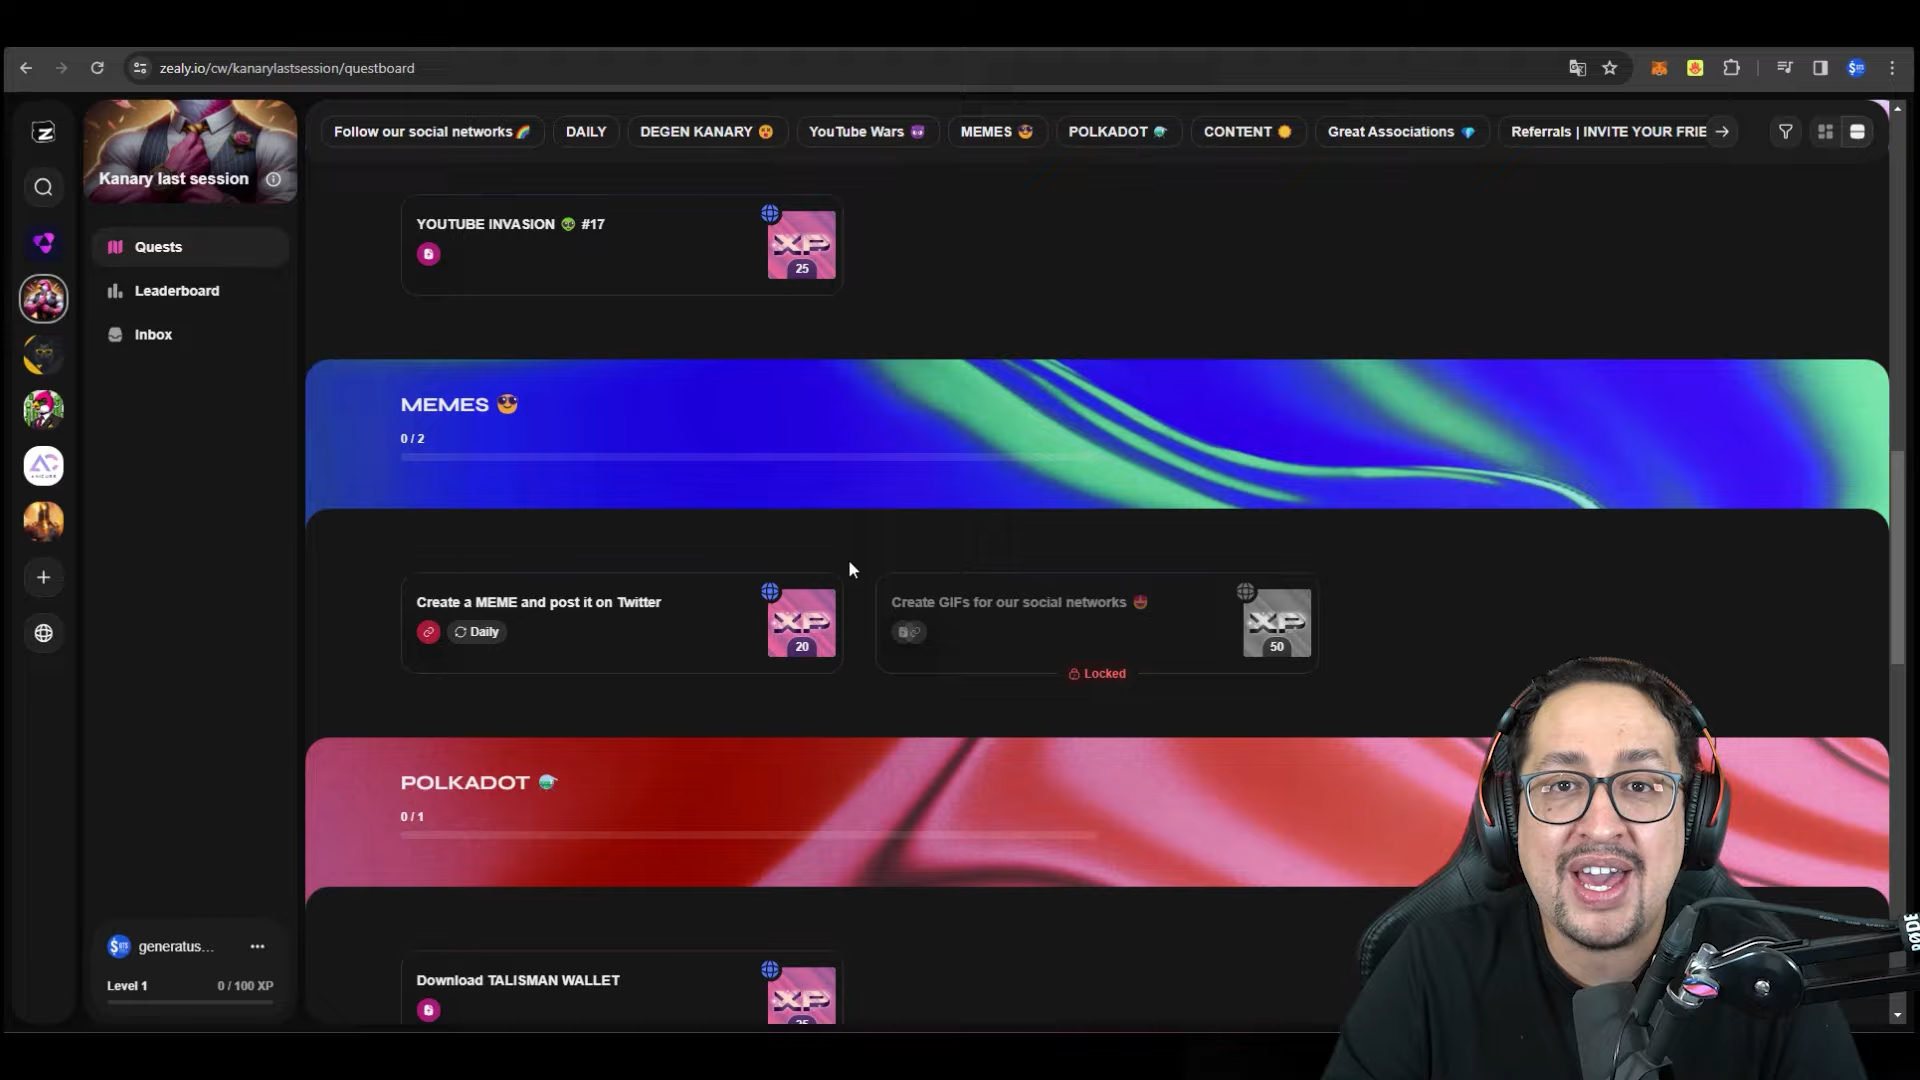 zealy.io/cw/kanarylastsession/questboard
Follow our social networks
DAILY
DEGEN KANARY
YouTube Wars
MEMES
POLKADOT
CONTENT
Great Associations
Referrals | INVITE YOUR FRIE
Kanary last session
Quests
Leaderboard
Inbox
YOUTUBE INVASION #17
XP
25
MEMES
0 / 2
Create a MEME and post it on Twitter
Daily
XP
20
Create GIFs for our social networks
XP
50
Locked
POLKADOT
0 / 1
Download TALISMAN WALLET
XP
25
generatus...
Level 1
0 / 100 XP
RØDE